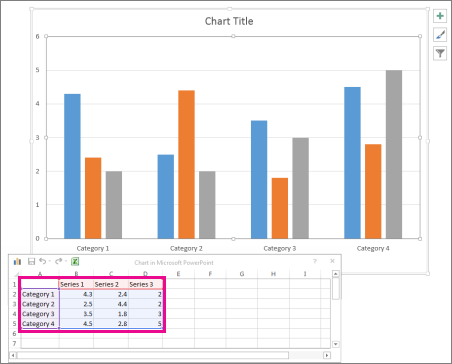 Chart Title
6
5
4
3
2
1
0
Category 1 Category 2 Category 3 Category 4
Chart in Microsoft PowerPoint
A B C D E F G H I
1 Series 1 Series 2 Series 3
2 Category 1 4.3 2.4 2
3 Category 2 2.5 4.4 2
4 Category 3 3.5 1.8 3
5 Category 4 4.5 2.8 5
6
7